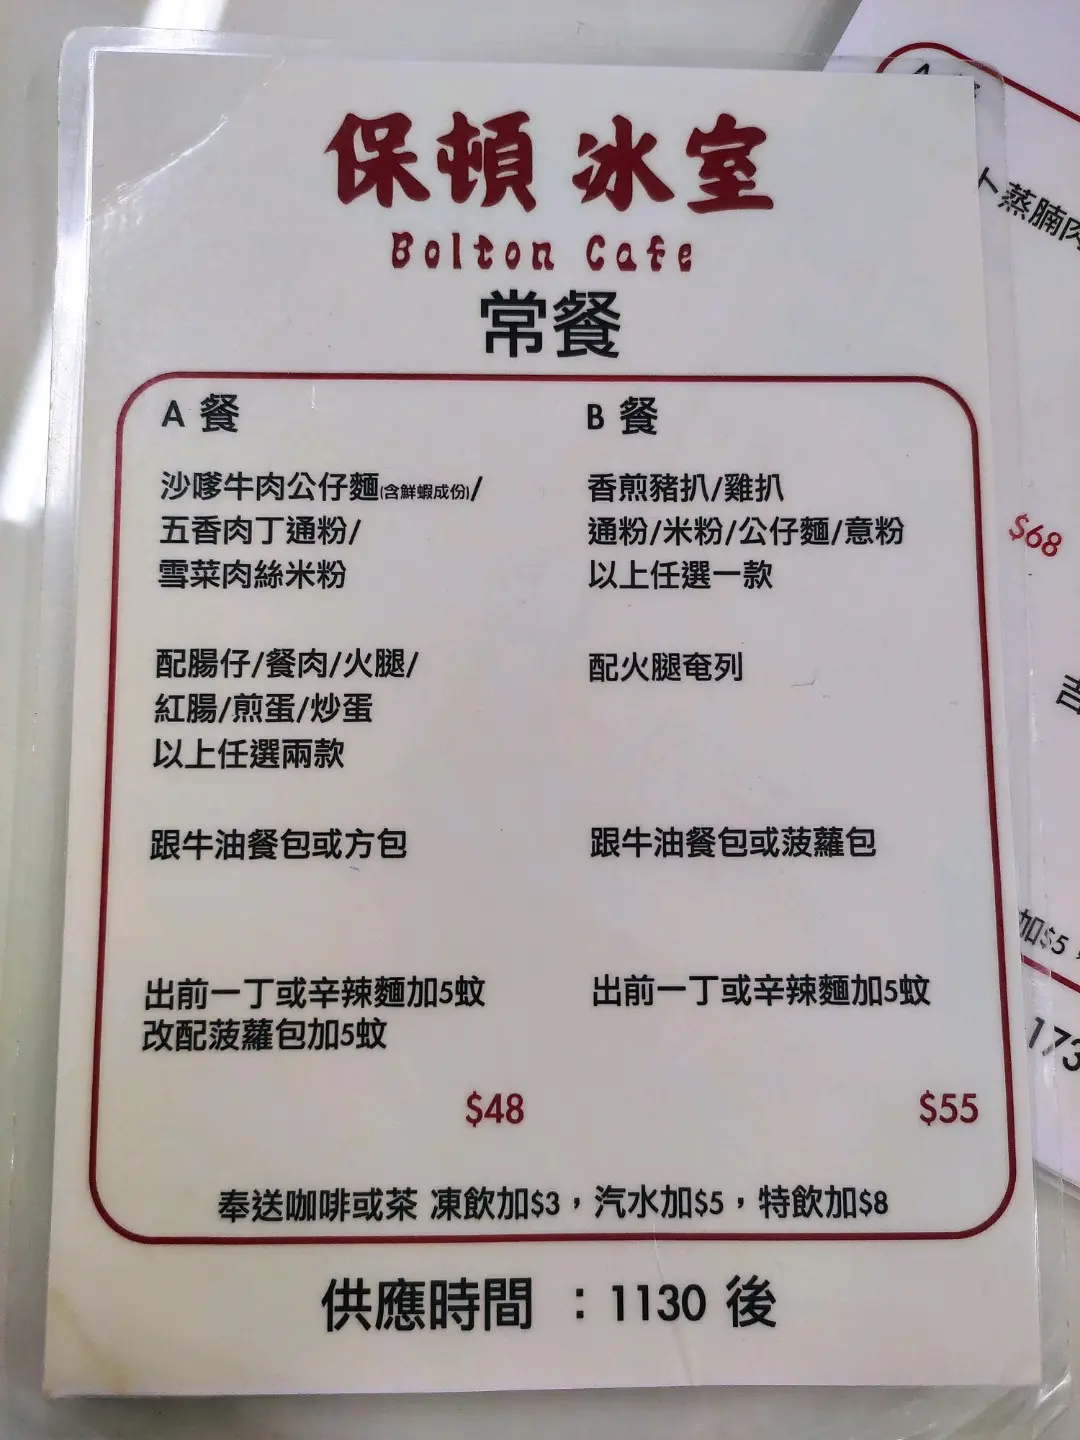 保頓冰室
Bolton Cafe
常餐
A 餐
沙嗲牛肉公仔麵(含鮮蝦成份)/
五香肉丁通粉/
雪菜肉絲米粉
配腸仔/餐肉/火腿/
紅腸/煎蛋/炒蛋
以上任選兩款
跟牛油餐包或方包
出前一丁或辛辣麵加5蚊
改配菠蘿包加5蚊
$48
B 餐
香煎豬扒/雞扒
通粉/米粉/公仔麵/意粉
以上任選一款
配火腿奄列
跟牛油餐包或菠蘿包
出前一丁或辛辣麵加5蚊
$55
奉送咖啡或茶 凍飲加$3，汽水加$5，特飲加$8
供應時間 ：1130 後
蒸腩肉
$68
加$5，
173